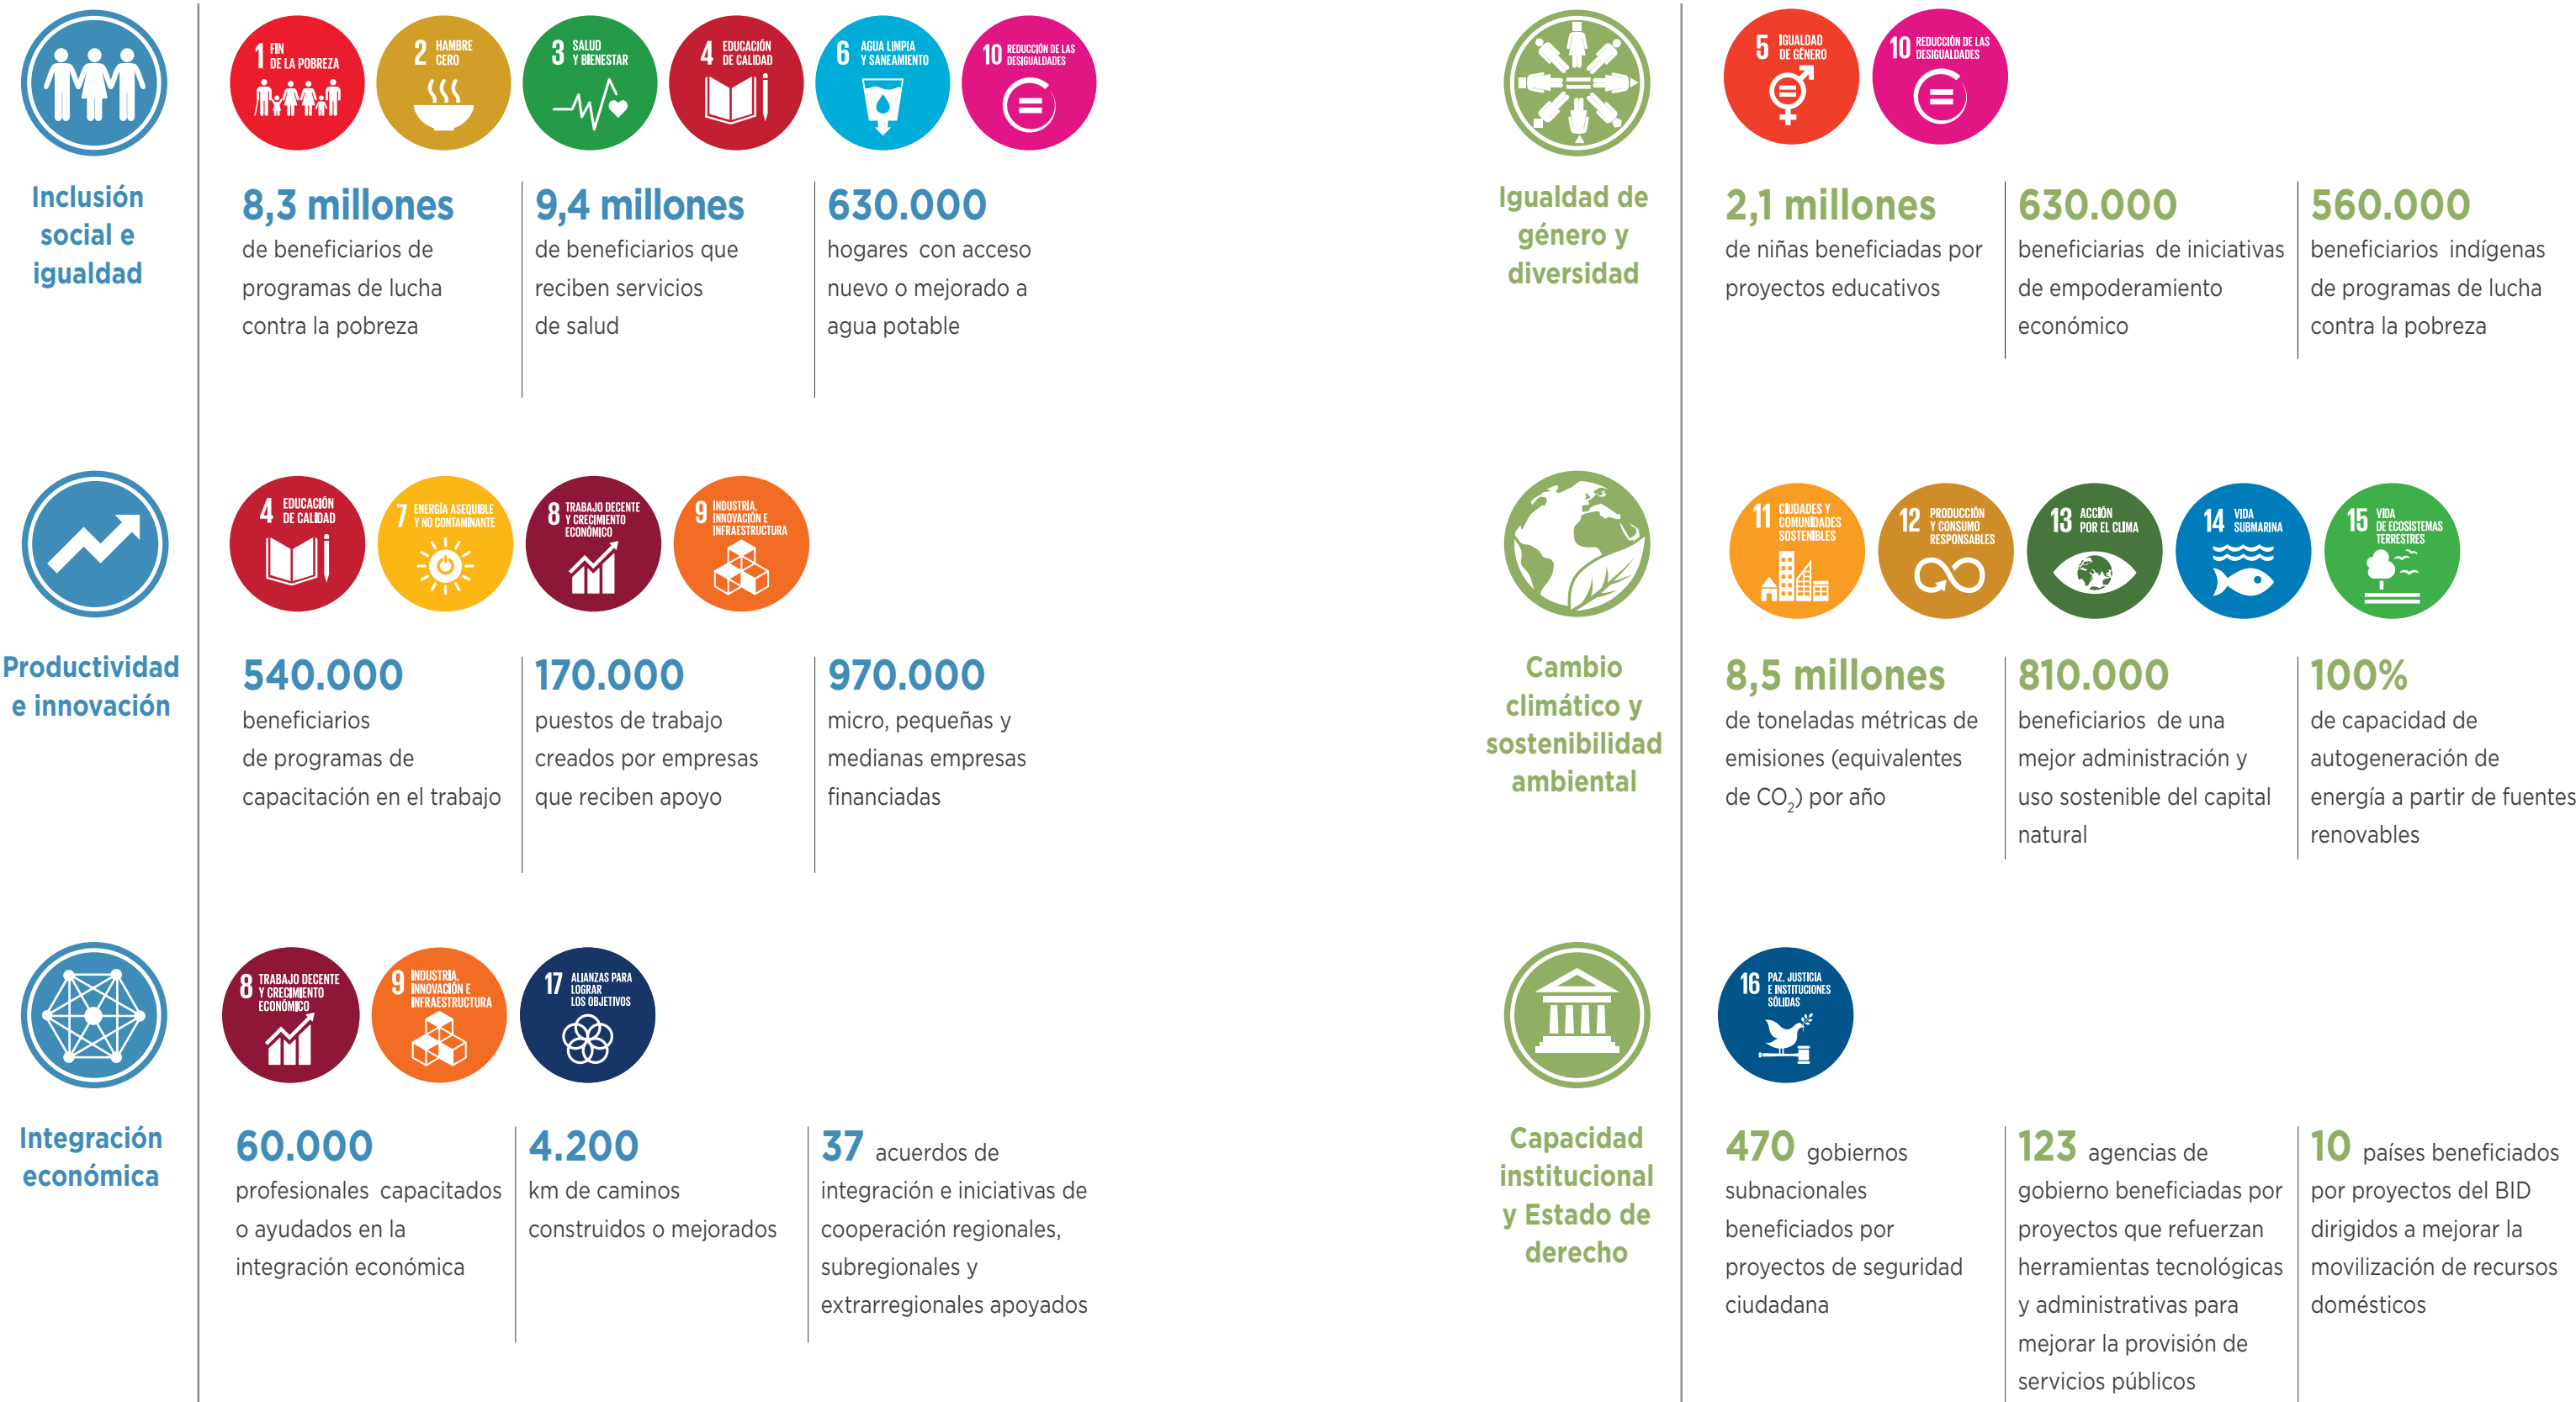 Inclusión
social e
igualdad
1 FIN
DE LA POBREZA
2 HAMBRE
CERO
3 SALUD
Y BIENESTAR
4 EDUCACIÓN
DE CALIDAD
6 AGUA LIMPIA
Y SANEAMIENTO
10 REDUCCIÓN DE LAS
DESIGUALDADES
8,3 millones
de beneficiarios de
programas de lucha
contra la pobreza
9,4 millones
de beneficiarios que
reciben servicios
de salud
630.000
hogares con acceso
nuevo o mejorado a
agua potable
Productividad
e innovación
4 EDUCACIÓN
DE CALIDAD
7 ENERGÍA ASEQUIBLE
Y NO CONTAMINANTE
8 TRABAJO DECENTE
Y CRECIMIENTO
ECONÓMICO
9 INDUSTRIA,
INNOVACIÓN E
INFRAESTRUCTURA
540.000
beneficiarios
de programas de
capacitación en el trabajo
170.000
puestos de trabajo
creados por empresas
que reciben apoyo
970.000
micro, pequeñas y
medianas empresas
financiadas
Integración
económica
8 TRABAJO DECENTE
Y CRECIMIENTO
ECONÓMICO
9 INDUSTRIA,
INNOVACIÓN E
INFRAESTRUCTURA
17 ALIANZAS PARA
LOGRAR
LOS OBJETIVOS
60.000
profesionales capacitados
o ayudados en la
integración económica
4.200
km de caminos
construidos o mejorados
37 acuerdos de
integración e iniciativas de
cooperación regionales,
subregionales y
extrarregionales apoyados
Igualdad de
género y
diversidad
5 IGUALDAD
DE GÉNERO
10 REDUCCIÓN DE LAS
DESIGUALDADES
2,1 millones
de niñas beneficiadas por
proyectos educativos
630.000
beneficiarias de iniciativas
de empoderamiento
económico
560.000
beneficiarios indígenas
de programas de lucha
contra la pobreza
Cambio
climático y
sostenibilidad
ambiental
11 CIUDADES Y
COMUNIDADES
SOSTENIBLES
12 PRODUCCIÓN
Y CONSUMO
RESPONSABLES
13 ACCIÓN
POR EL CLIMA
14 VIDA
SUBMARINA
15 VIDA
DE ECOSISTEMAS
TERRESTRES
8,5 millones
de toneladas métricas de
emisiones (equivalentes
de CO₂) por año
810.000
beneficiarios de una
mejor administración y
uso sostenible del capital
natural
100%
de capacidad de
autogeneración de
energía a partir de fuentes
renovables
Capacidad
institucional
y Estado de
derecho
16 PAZ, JUSTICIA
E INSTITUCIONES
SÓLIDAS
470 gobiernos
subnacionales
beneficiados por
proyectos de seguridad
ciudadana
123 agencias de
gobierno beneficiadas por
proyectos que refuerzan
herramientas tecnológicas
y administrativas para
mejorar la provisión de
servicios públicos
10 países beneficiados
por proyectos del BID
dirigidos a mejorar la
movilización de recursos
domésticos